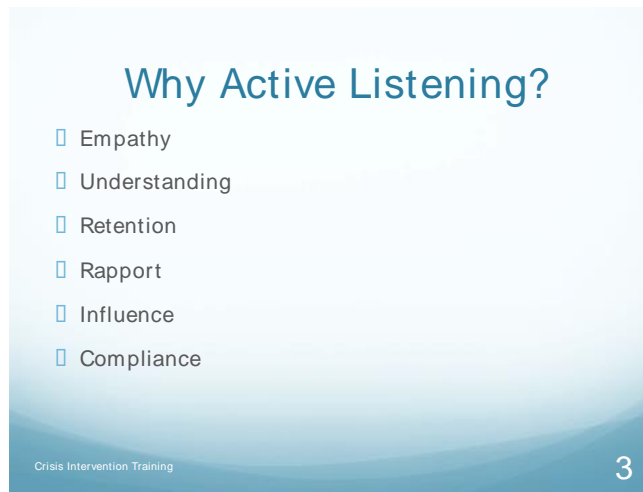 Why Active Listening?
Empathy
Understanding
Retention
Rapport
Influence
Compliance
Crisis Intervention Training
3